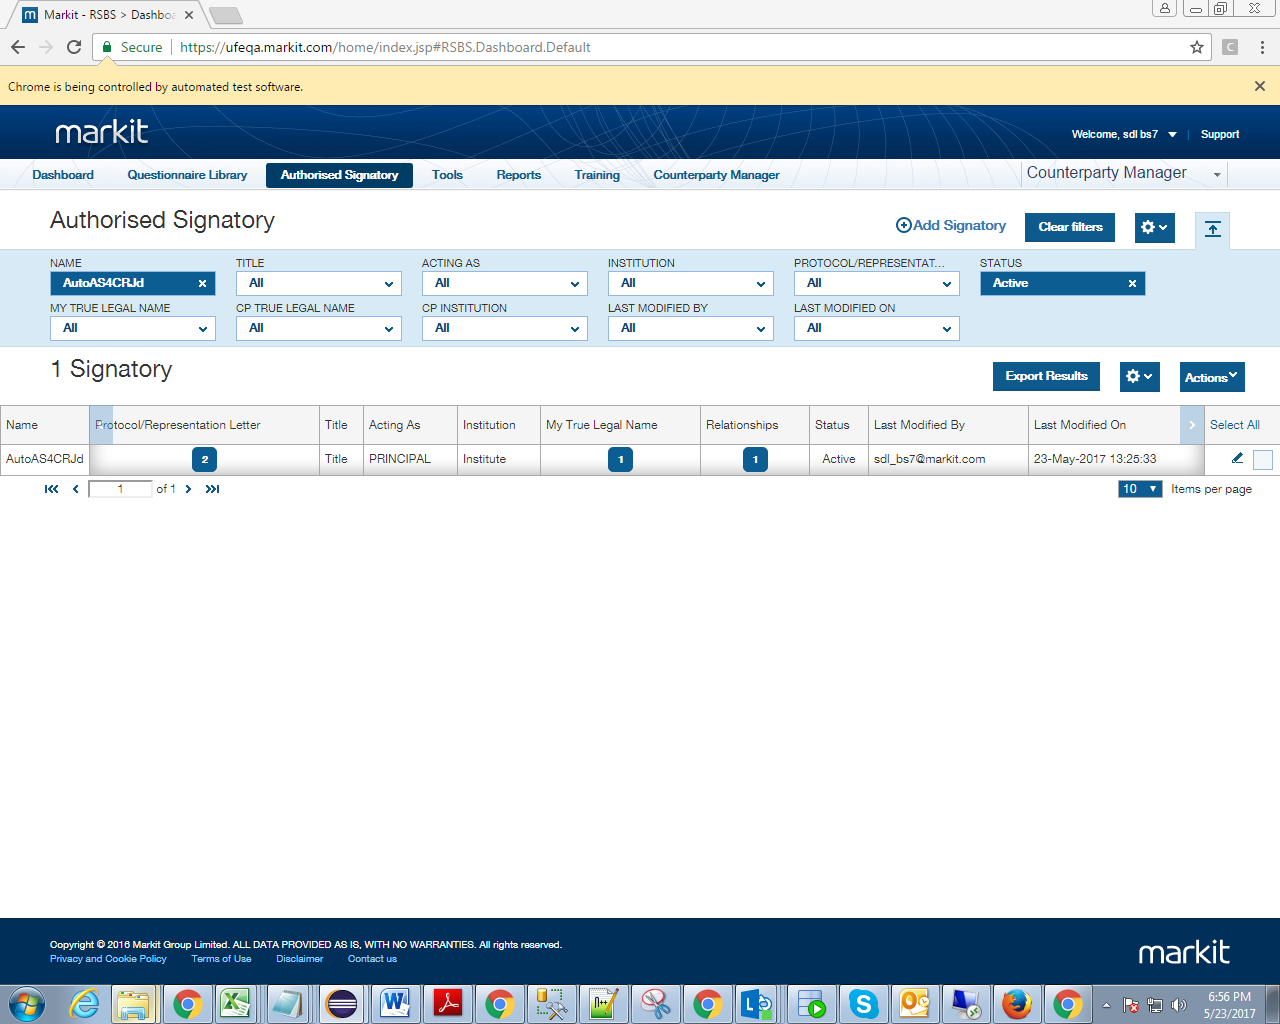 Markit - RSBS > Dashboa
Secure https://ufeqa.markit.com/home/index.jsp#RSBS.Dashboard.Default
Chrome is being controlled by automated test software.
markit
Welcome, sdl bs7 Support
Dashboard Questionnaire Library Authorised Signatory Tools Reports Training Counterparty Manager Counterparty Manager
Authorised Signatory
Add Signatory Clear filters
NAME TITLE ACTING AS INSTITUTION PROTOCOL/REPRESENTAT... STATUS
AutoAS4CRJd All All All All Active
MY TRUE LEGAL NAME CP TRUE LEGAL NAME CP INSTITUTION LAST MODIFIED BY LAST MODIFIED ON
All All All All All
1 Signatory
Export Results Actions
Name Protocol/Representation Letter Title Acting As Institution My True Legal Name Relationships Status Last Modified By Last Modified On Select All
AutoAS4CRJd 2 Title PRINCIPAL Institute 1 1 Active sdl_bs7@markit.com 23-May-2017 13:25:33
1 of 1 10 Items per page
Copyright © 2016 Markit Group Limited. ALL DATA PROVIDED AS IS, WITH NO WARRANTIES. All rights reserved.
Privacy and Cookie Policy Terms of Use Disclaimer Contact us
markit
6:56 PM
5/23/2017